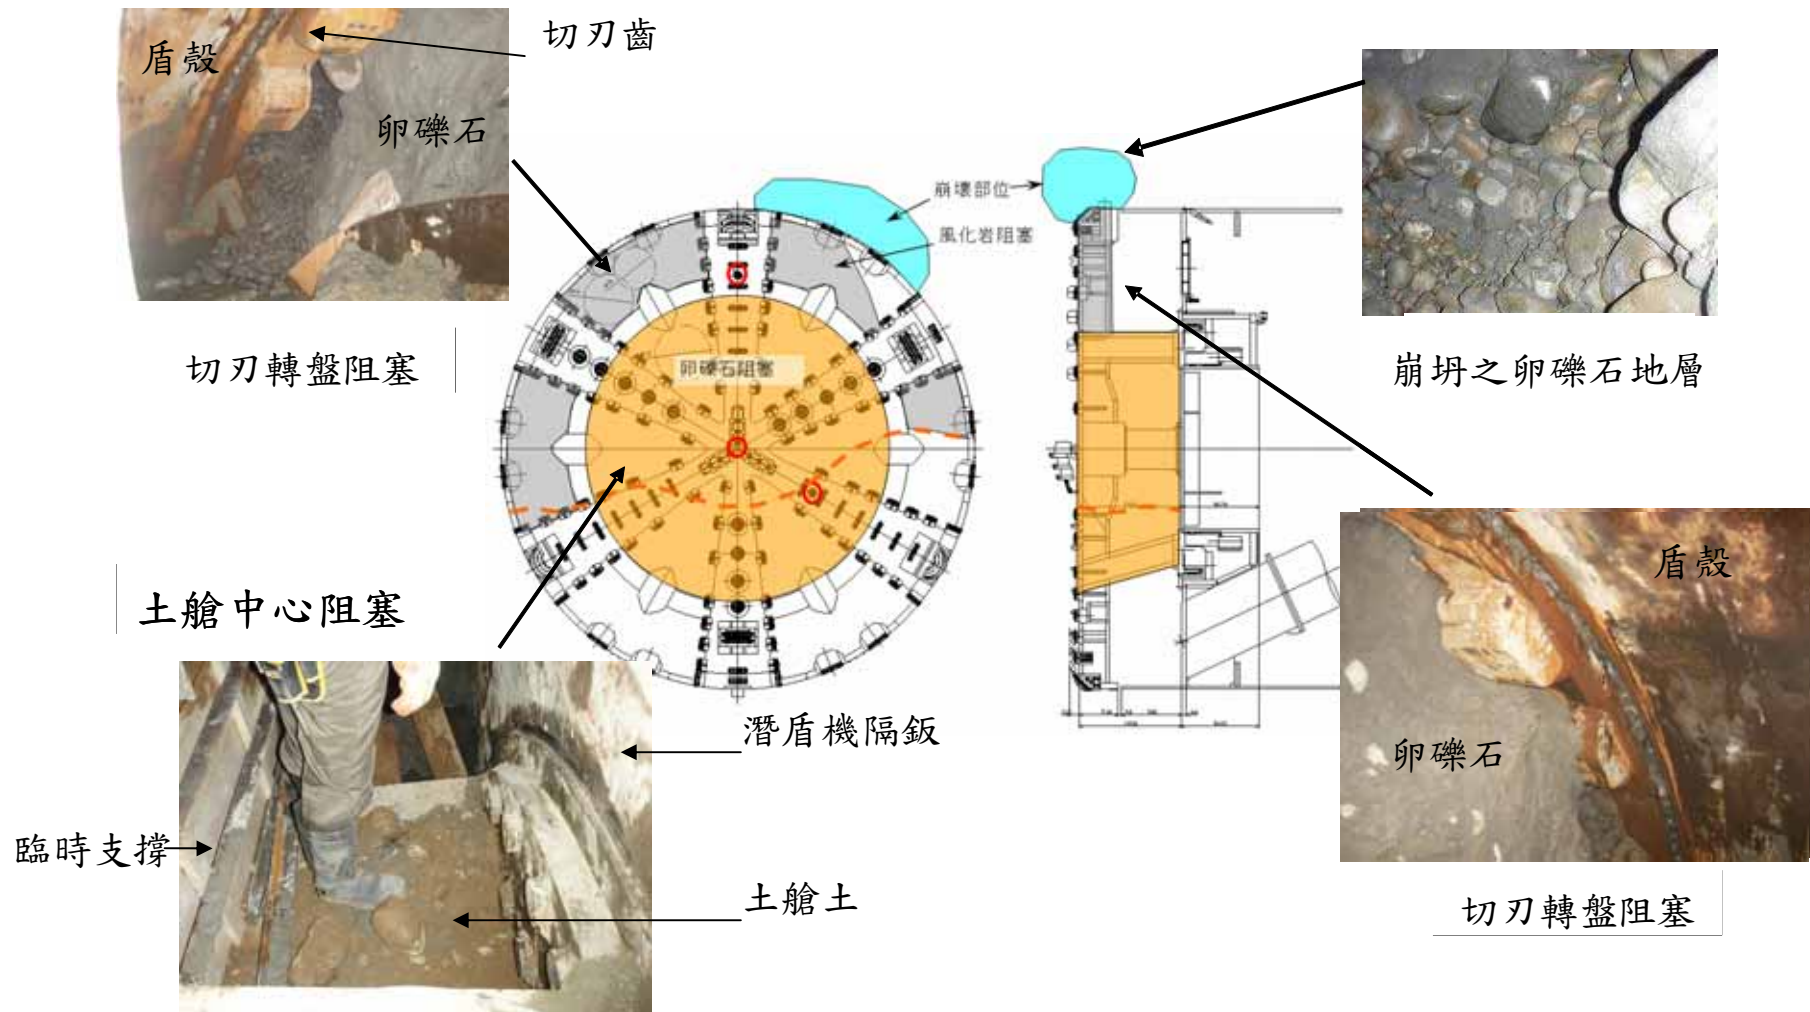 切刃齒
盾殼
卵礫石
崩壞部位
風化岩阻塞
切刃轉盤阻塞
卵礫石阻塞
崩坍之卵礫石地層
土艙中心阻塞
盾殼
潛盾機隔鈑
卵礫石
臨時支撐
土艙土
切刃轉盤阻塞